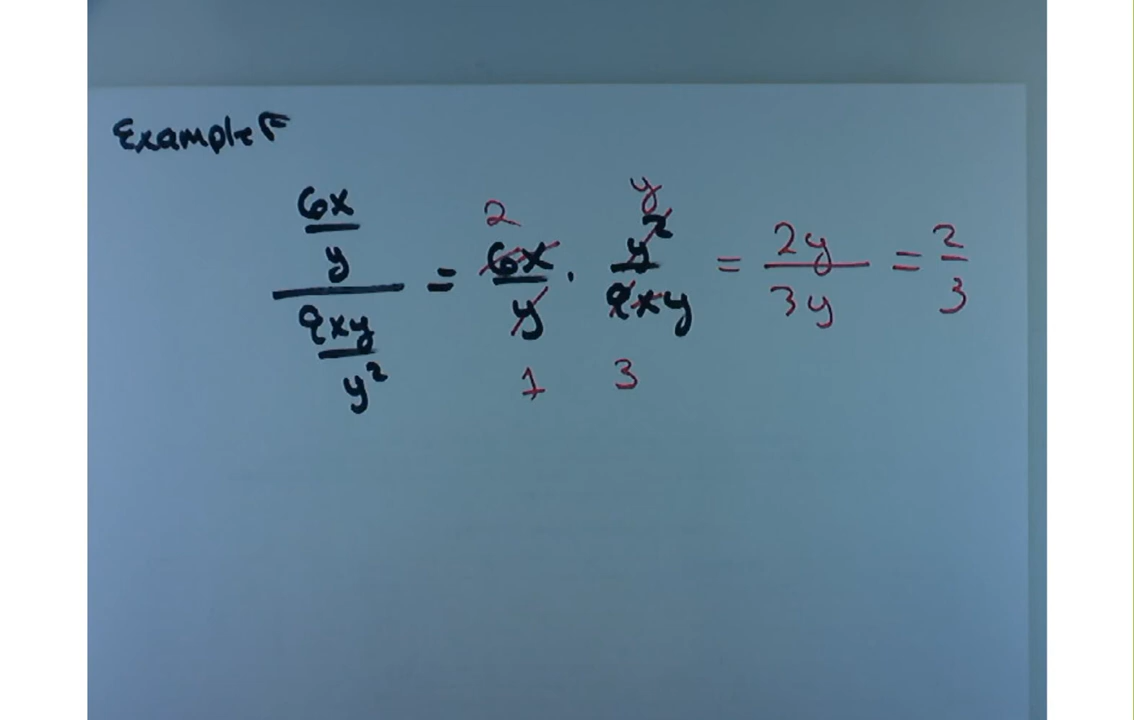 Example F
6x/y / 9xy/y² = 6x/y · y²/9xy = 2y/3y = 2/3
2 y
1 3